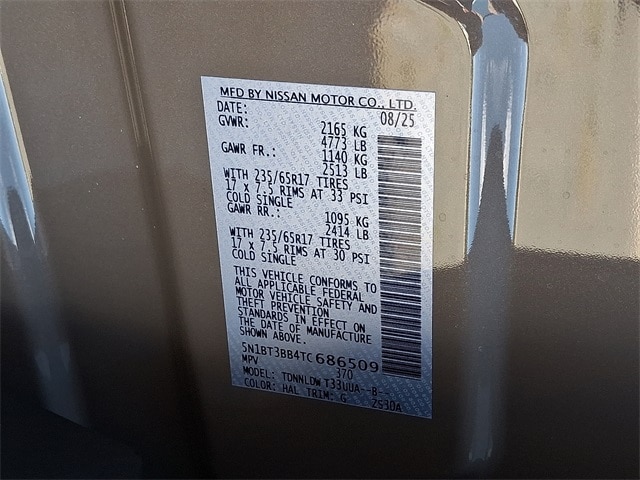 MFD BY NISSAN MOTOR CO., LTD.
DATE: 08/25
GVWR: 2165 KG
4773 LB
GAWR FR.: 1140 KG
2513 LB
WITH 235/65R17 TIRES
17 x 7.5 RIMS AT 33 PSI
COLD SINGLE
GAWR RR.: 1095 KG
2414 LB
WITH 235/65R17 TIRES
17 x 7.5 RIMS AT 30 PSI
COLD SINGLE
THIS VEHICLE CONFORMS TO
ALL APPLICABLE FEDERAL
MOTOR VEHICLE SAFETY AND
THEFT PREVENTION
STANDARDS IN EFFECT ON
THE DATE OF MANUFACTURE
5N1BT3BB4TC686509
MPV 370
MODEL: TDNNLDW T33UUA--B--
COLOR: HAL TRIM: G 2530A